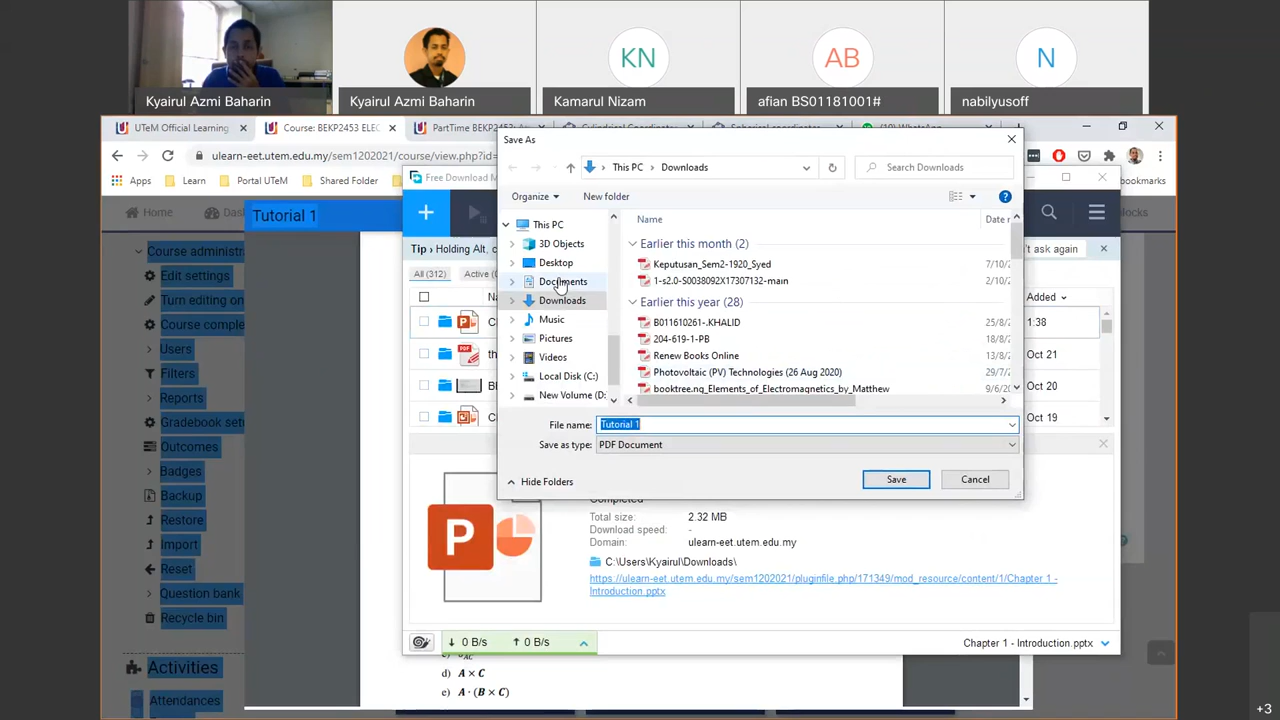 KN
AB
N
Kyairul Azmi Baharin
Kyairul Azmi Baharin
Kamarul Nizam
afian BS01181001#
nabilyusoff
UTeM Official Learning
Course: BEKP2453 ELEC
PartTime BEKP2453:
Save As
ulearn-eet.utem.edu.my/sem1202021/course/view.php?id=
This PC
Downloads
Search Downloads
Apps
Learn
Portal UTeM
Shared Folder
Free Download M
Organize
New folder
Home
Tutorial 1
Course administra
Edit settings
Turn editing on
Course comple
Users
Filters
Reports
Gradebook setu
Outcomes
Badges
Backup
Restore
Import
Reset
Question bank
Recycle bin
Activities
Attendances
Tip › Holding Alt, c
't ask again
All (312)
Active (
Added
1:38
Oct 21
Oct 20
Oct 19
This PC
3D Objects
Desktop
Documents
Downloads
Music
Pictures
Videos
Local Disk (C:)
New Volume (D:
Name
Date
Earlier this month (2)
Keputusan_Sem2-1920_Syed
7/10/
1-s2.0-S0038092X17307132-main
2/10/
Earlier this year (28)
B011610261-.KHALID
25/8/
204-619-1-PB
18/8/
Renew Books Online
13/8/
Photovoltaic (PV) Technologies (26 Aug 2020)
29/7/
booktree.ng_Elements_of_Electromagnetics_by_Matthew
9/6/
File name:
Tutorial 1
Save as type:
PDF Document
Hide Folders
Save
Cancel
P
Completed
Total size:
2.32 MB
Download speed:
-
Domain:
ulearn-eet.utem.edu.my
C:\Users\Kyairul\Downloads\
https://ulearn-eet.utem.edu.my/sem1202021/pluginfile.php/171349/mod_resource/content/1/Chapter 1 -
Introduction.pptx
0 B/s
0 B/s
Chapter 1 - Introduction.pptx
d) A × C
e) A · (B × C)
+3